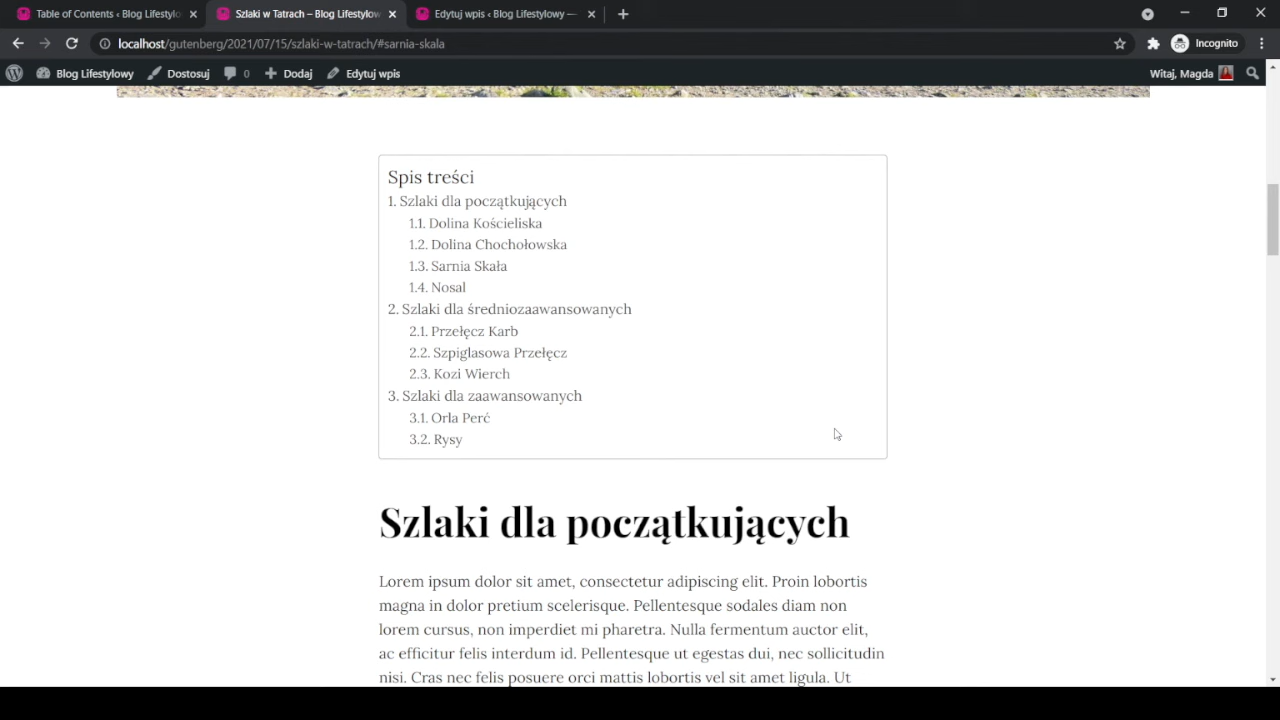 Table of Contents ‹ Blog Lifestylo
Szlaki w Tatrach – Blog Lifestylow
Edytuj wpis ‹ Blog Lifestylowy —
localhost/gutenberg/2021/07/15/szlaki-w-tatrach/#sarnia-skala
Incognito
Blog Lifestylowy
Dostosuj
0
Dodaj
Edytuj wpis
Witaj, Magda
Spis treści
1. Szlaki dla początkujących
1.1. Dolina Kościeliska
1.2. Dolina Chochołowska
1.3. Sarnia Skała
1.4. Nosal
2. Szlaki dla średniozaawansowanych
2.1. Przełęcz Karb
2.2. Szpiglasowa Przełęcz
2.3. Kozi Wierch
3. Szlaki dla zaawansowanych
3.1. Orla Perć
3.2. Rysy
Szlaki dla początkujących
Lorem ipsum dolor sit amet, consectetur adipiscing elit. Proin lobortis
magna in dolor pretium scelerisque. Pellentesque sodales diam non
lorem cursus, non imperdiet mi pharetra. Nulla fermentum auctor elit,
ac efficitur felis interdum id. Pellentesque ut egestas dui, nec sollicitudin
nisi. Cras nec felis posuere orci mattis lobortis vel sit amet ligula. Ut